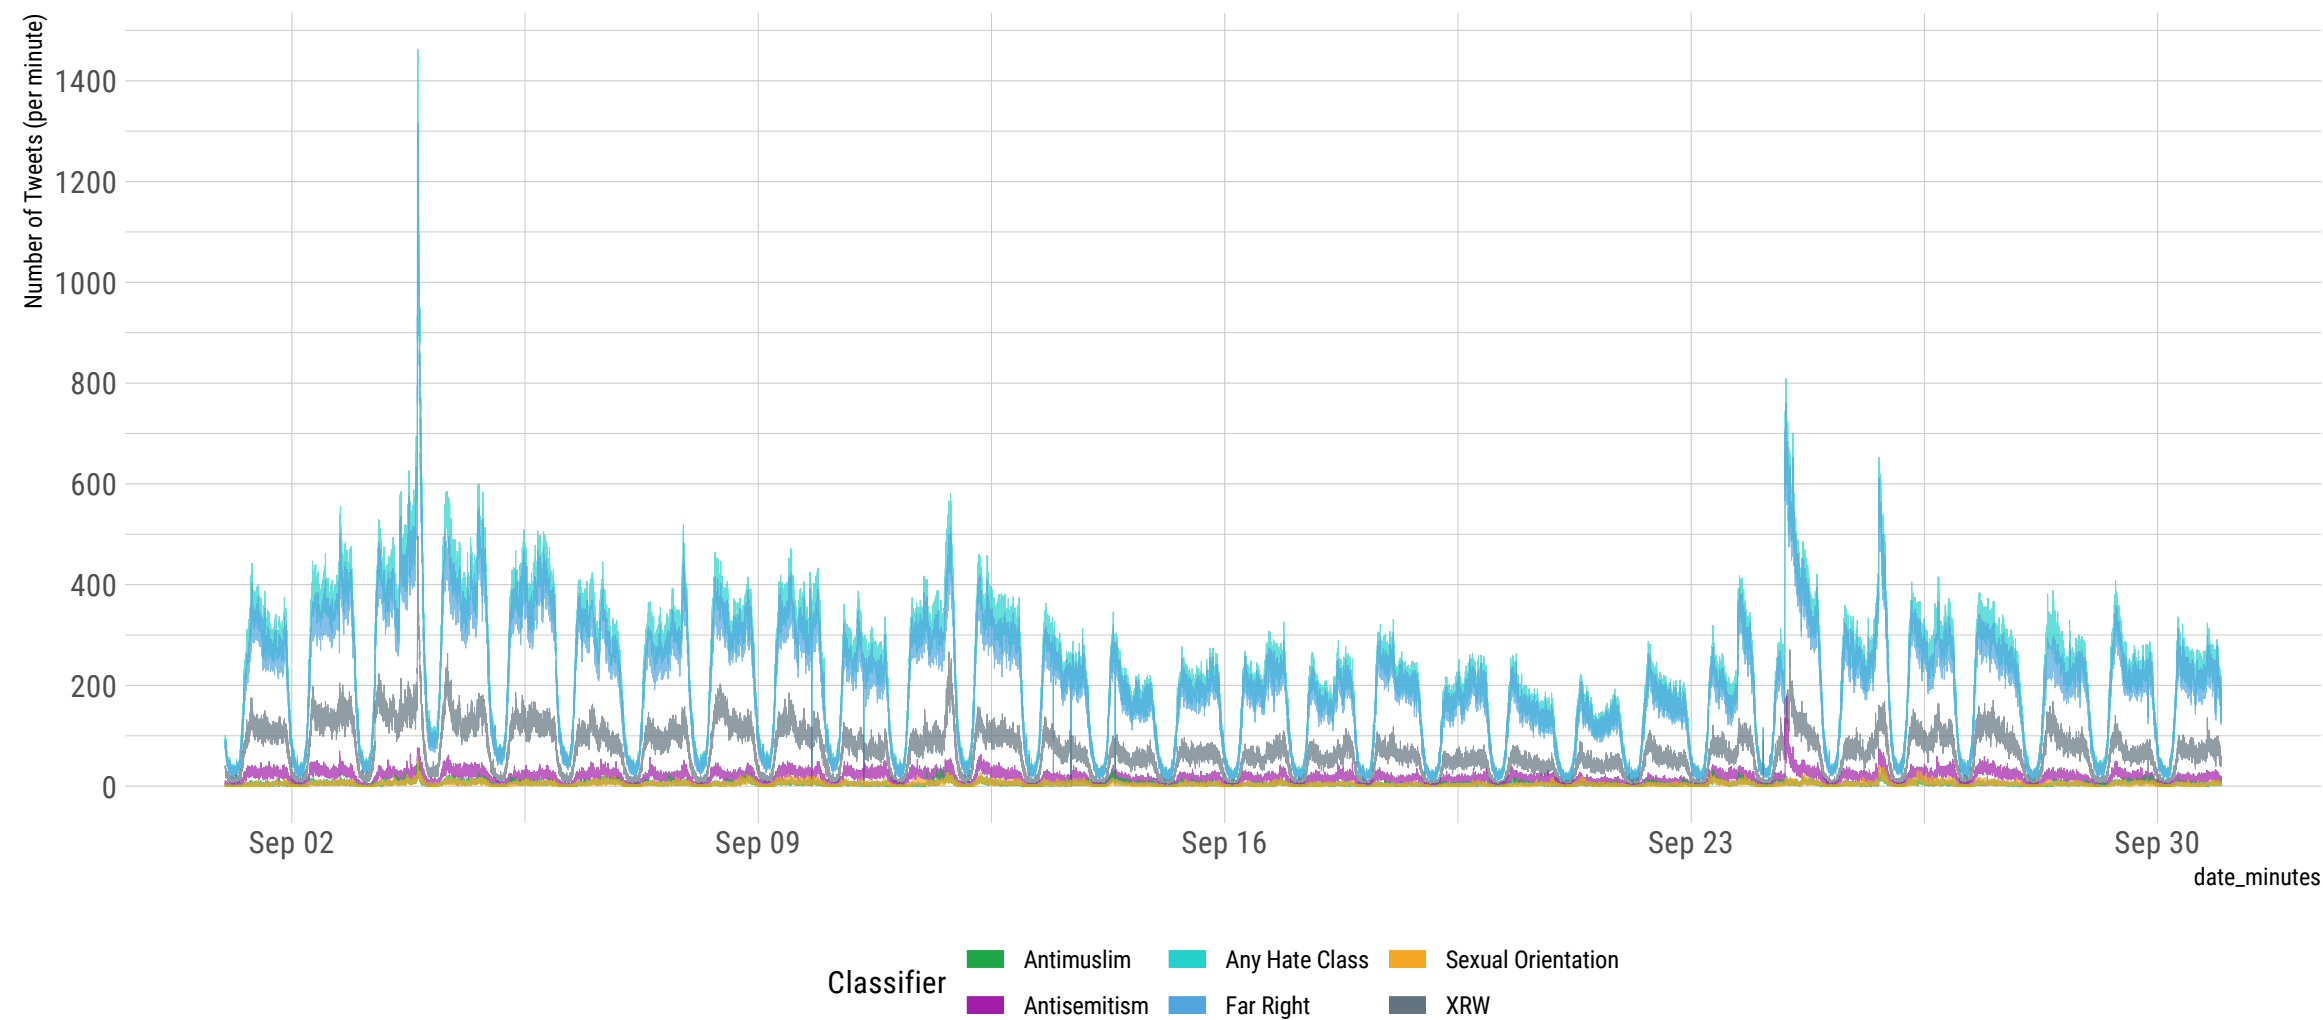 Number of Tweets (per minute)
1400
1200
1000
800
600
400
200
0
Sep 02 Sep 09 Sep 16 Sep 23 Sep 30
date_minutes
Classifier
Antimuslim Any Hate Class Sexual Orientation
Antisemitism Far Right XRW